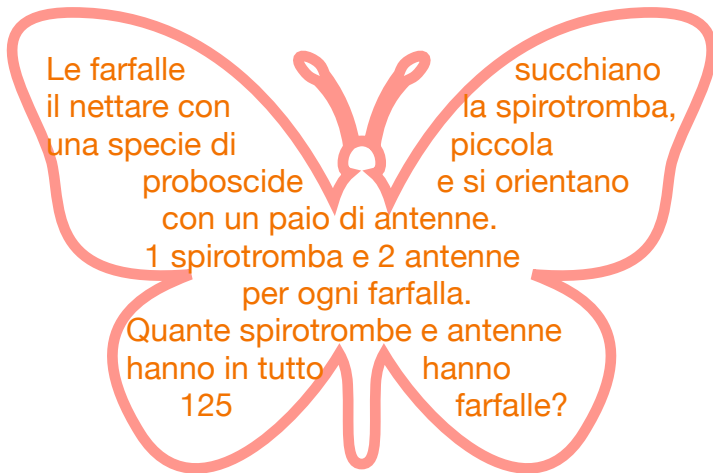 Le farfalle succhiano
il nettare con la spirotromba,
una specie di piccola
proboscide e si orientano
con un paio di antenne.
1 spirotromba e 2 antenne
per ogni farfalla.
Quante spirotrombe e antenne
hanno in tutto hanno
125 farfalle?